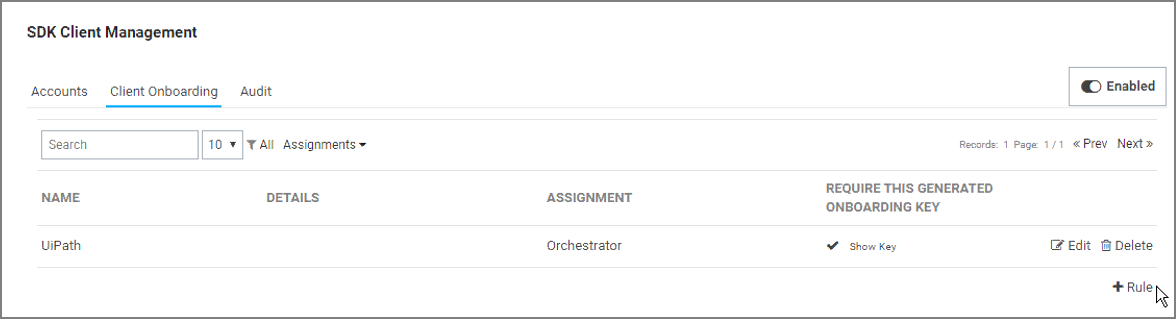 SDK Client Management
Accounts Client Onboarding Audit Enabled
Search 10 All Assignments Records: 1 Page: 1 / 1 « Prev Next »
NAME DETAILS ASSIGNMENT REQUIRE THIS GENERATED
ONBOARDING KEY
UiPath Orchestrator Show Key Edit Delete
+ Rule